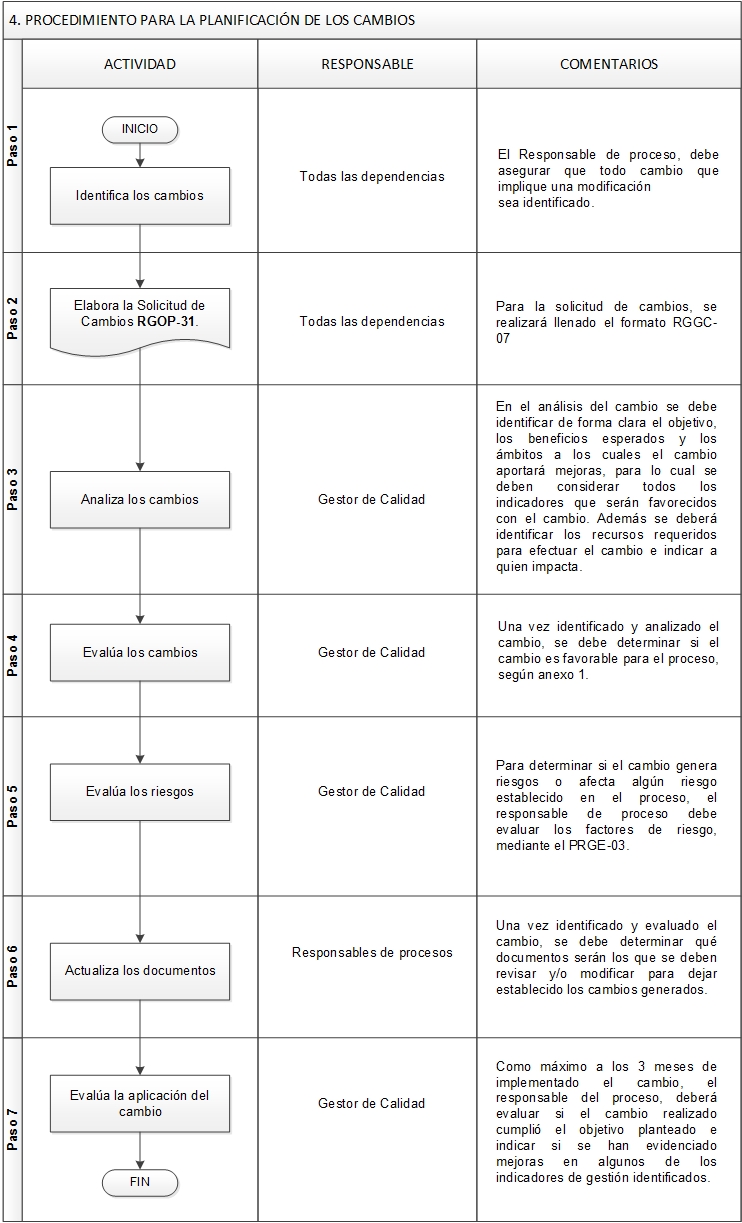 4. PROCEDIMIENTO PARA LA PLANIFICACIÓN DE LOS CAMBIOS
ACTIVIDAD
RESPONSABLE
COMENTARIOS
Paso 1
INICIO
Identifica los cambios
Todas las dependencias
El Responsable de proceso, debe
asegurar que todo cambio que
implique una modificación
sea identificado.
Paso 2
Elabora la Solicitud de
Cambios RGOP-31.
Todas las dependencias
Para la solicitud de cambios, se
realizará llenado el formato RGGC-
07
Paso 3
Analiza los cambios
Gestor de Calidad
En el análisis del cambio se debe
identificar de forma clara el objetivo,
los beneficios esperados y los
ámbitos a los cuales el cambio
aportará mejoras, para lo cual se
deben considerar todos los
indicadores que serán favorecidos
con el cambio. Además se deberá
identificar los recursos requeridos
para efectuar el cambio e indicar a
quien impacta.
Paso 4
Evalúa los cambios
Gestor de Calidad
Una vez identificado y analizado el
cambio, se debe determinar si el
cambio es favorable para el proceso,
según anexo 1.
Paso 5
Evalúa los riesgos
Gestor de Calidad
Para determinar si el cambio genera
riesgos o afecta algún riesgo
establecido en el proceso, el
responsable de proceso debe
evaluar los factores de riesgo,
mediante el PRGE-03.
Paso 6
Actualiza los documentos
Responsables de procesos
Una vez identificado y evaluado el
cambio, se debe determinar qué
documentos serán los que se deben
revisar y/o modificar para dejar
establecido los cambios generados.
Paso 7
Evalúa la aplicación del
cambio
FIN
Gestor de Calidad
Como máximo a los 3 meses de
implementado el cambio, el
responsable del proceso, deberá
evaluar si el cambio realizado
cumplió el objetivo planteado e
indicar si se han evidenciado
mejoras en algunos de los
indicadores de gestión identificados.